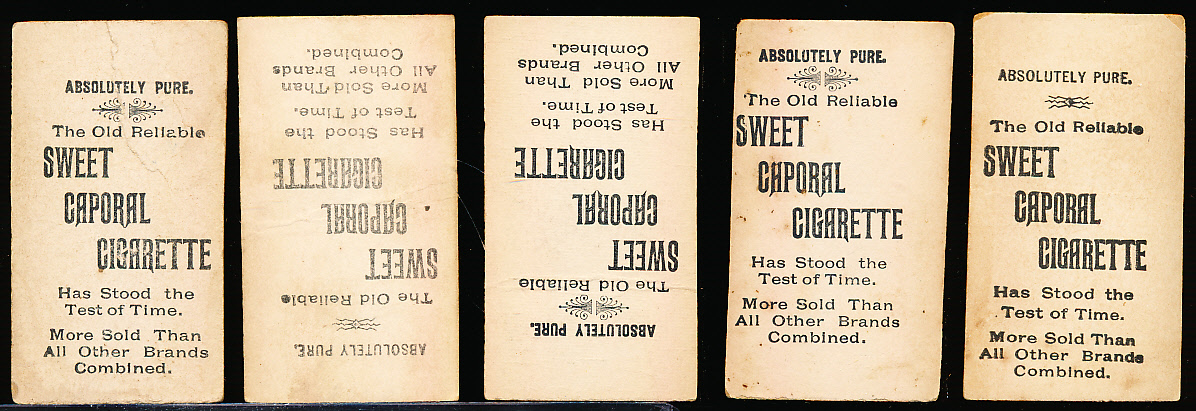 ABSOLUTELY PURE.
The Old Reliable
SWEET
CAPORAL
CIGARETTE
Has Stood the
Test of Time.
More Sold Than
All Other Brands
Combined.
ABSOLUTELY PURE.
The Old Reliable
SWEET
CAPORAL
CIGARETTE
Has Stood the
Test of Time.
More Sold Than
All Other Brands
Combined.
ABSOLUTELY PURE.
The Old Reliable
SWEET
CAPORAL
CIGARETTE
Has Stood the
Test of Time.
More Sold Than
All Other Brands
Combined.
ABSOLUTELY PURE.
The Old Reliable
SWEET
CAPORAL
CIGARETTE
Has Stood the
Test of Time.
More Sold Than
All Other Brands
Combined.
ABSOLUTELY PURE.
The Old Reliable
SWEET
CAPORAL
CIGARETTE
Has Stood the
Test of Time.
More Sold Than
All Other Brands
Combined.